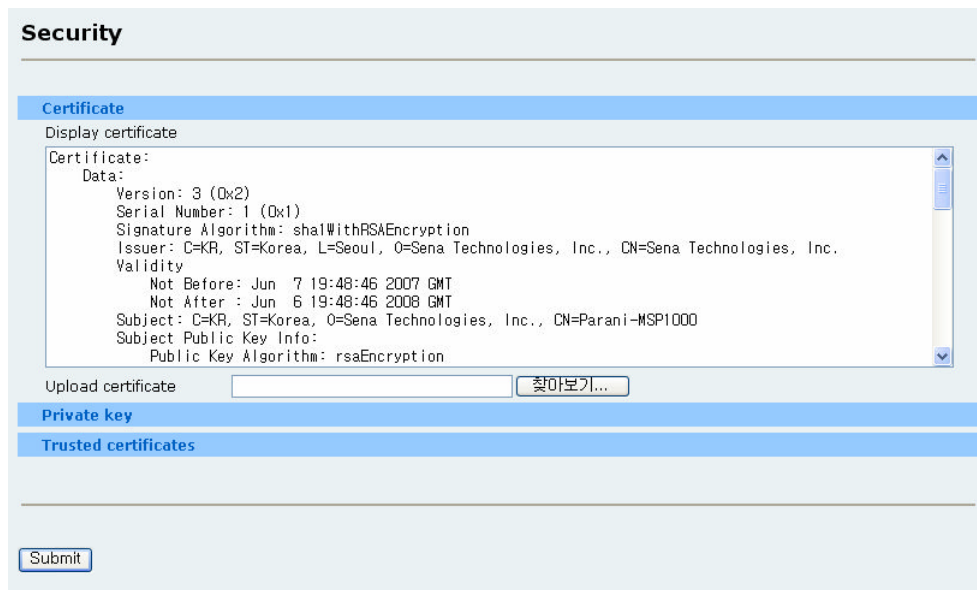 Security
Certificate
Display certificate
Certificate:
Data:
Version: 3 (0x2)
Serial Number: 1 (0x1)
Signature Algorithm: sha1WithRSAEncryption
Issuer: C=KR, ST=Korea, L=Seoul, O=Sena Technologies, Inc., CN=Sena Technologies, Inc.
Validity
Not Before: Jun  7 19:48:46 2007 GMT
Not After : Jun  6 19:48:46 2008 GMT
Subject: C=KR, ST=Korea, O=Sena Technologies, Inc., CN=Parani-MSP1000
Subject Public Key Info:
Public Key Algorithm: rsaEncryption
Upload certificate 찾아보기...
Private key
Trusted certificates
Submit